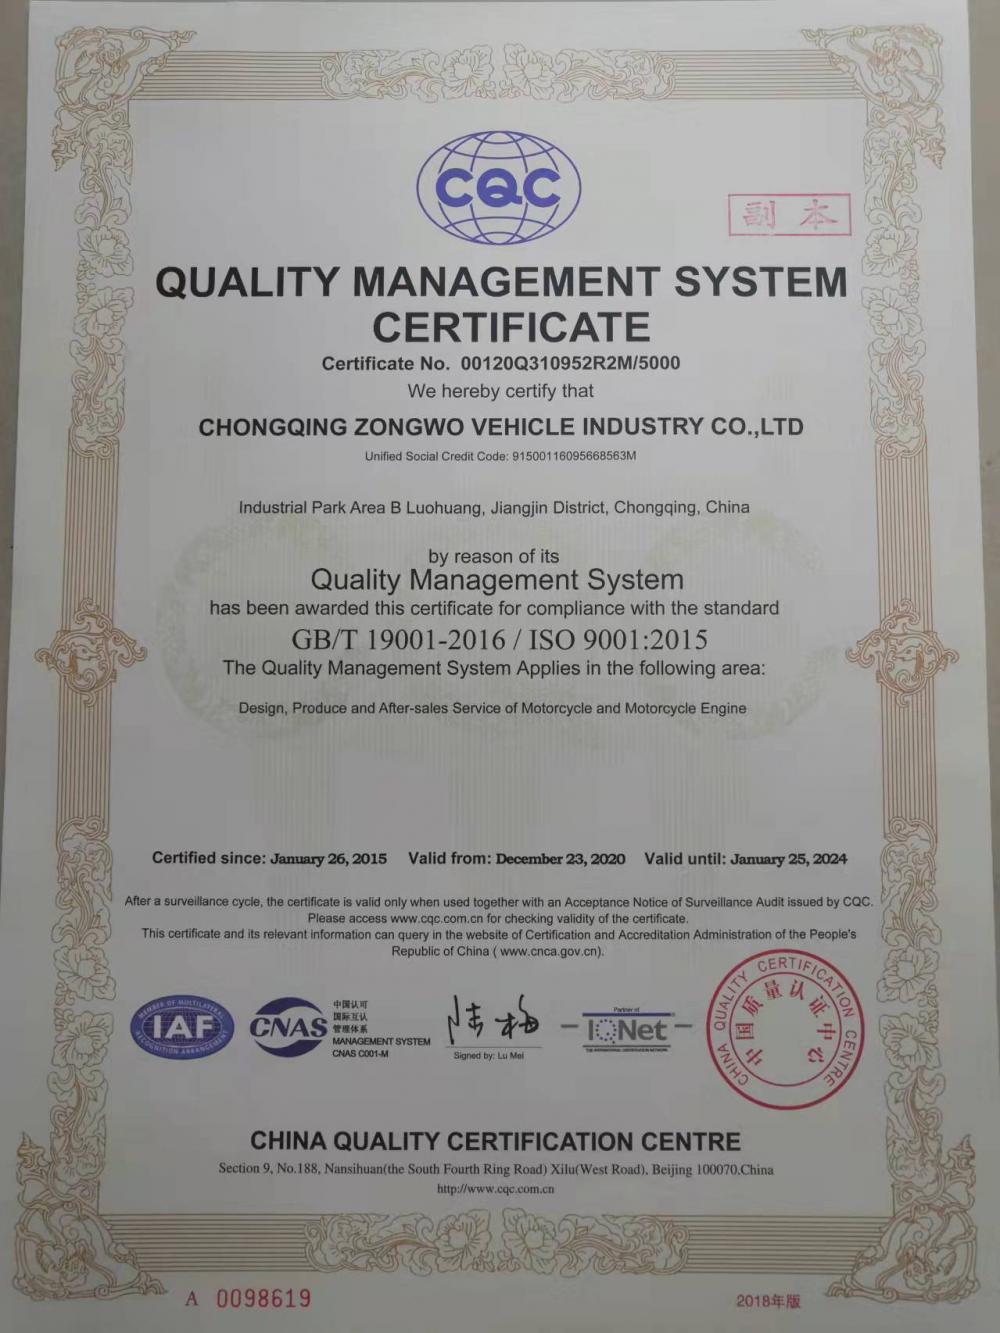 CQC
副本
QUALITY MANAGEMENT SYSTEM
CERTIFICATE
Certificate No. 00120Q310952R2M/5000
We hereby certify that
CHONGQING ZONGWO VEHICLE INDUSTRY CO.,LTD
Unified Social Credit Code: 91500116095668563M
Industrial Park Area B Luohuang, Jiangjin District, Chongqing, China
by reason of its
Quality Management System
has been awarded this certificate for compliance with the standard
GB/T 19001-2016 / ISO 9001:2015
The Quality Management System Applies in the following area:
Design, Produce and After-sales Service of Motorcycle and Motorcycle Engine
Certified since: January 26, 2015 Valid from: December 23, 2020 Valid until: January 25, 2024
After a surveillance cycle, the certificate is valid only when used together with an Acceptance Notice of Surveillance Audit issued by CQC.
Please access www.cqc.com.cn for checking validity of the certificate.
This certificate and its relevant information can query in the website of Certification and Accreditation Administration of the People's
Republic of China ( www.cnca.gov.cn).
MEMBER OF MULTILATERAL
IAF
RECOGNITION ARRANGEMENT
CNAS
中国认可
国际互认
管理体系
MANAGEMENT SYSTEM
CNAS C001-M
陆梅
Signed by: Lu Mei
Partner of
IQNet
THE INTERNATIONAL CERTIFICATION NETWORK
CHINA QUALITY CERTIFICATION CENTRE
中国质量认证中心
CHINA QUALITY CERTIFICATION CENTRE
Section 9, No.188, Nansihuan(the South Fourth Ring Road) Xilu(West Road), Beijing 100070,China
http://www.cqc.com.cn
A 0098619
2018年版